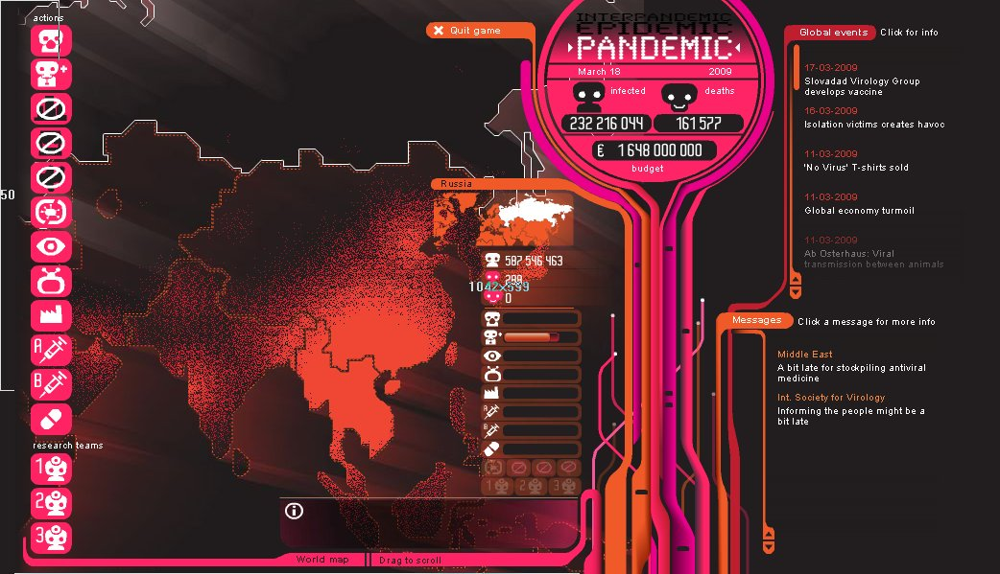 actions
Quit game
INTERPANDEMIC
EPIDEMIC
PANDEMIC
March 18 2009
infected
deaths
232 216 044
161 577
€ 1 648 000 000
budget
Global events
Click for info
17-03-2009
Slovadad Virology Group
develops vaccine
16-03-2009
Isolation victims creates havoc
11-03-2009
'No Virus' T-shirts sold
11-03-2009
Global economy turmoil
11-03-2009
Ab Osterhaus: Viral
transmission between animals
50
Russia
587 546 463
298
1042x599
0
Messages
Click a message for more info
Middle East
A bit late for stockpiling antiviral
medicine
Int. Society for Virology
Informing the people might be a
bit late
A
B
research teams
1
2
3
A
B
1
2
3
World map
Drag to scroll